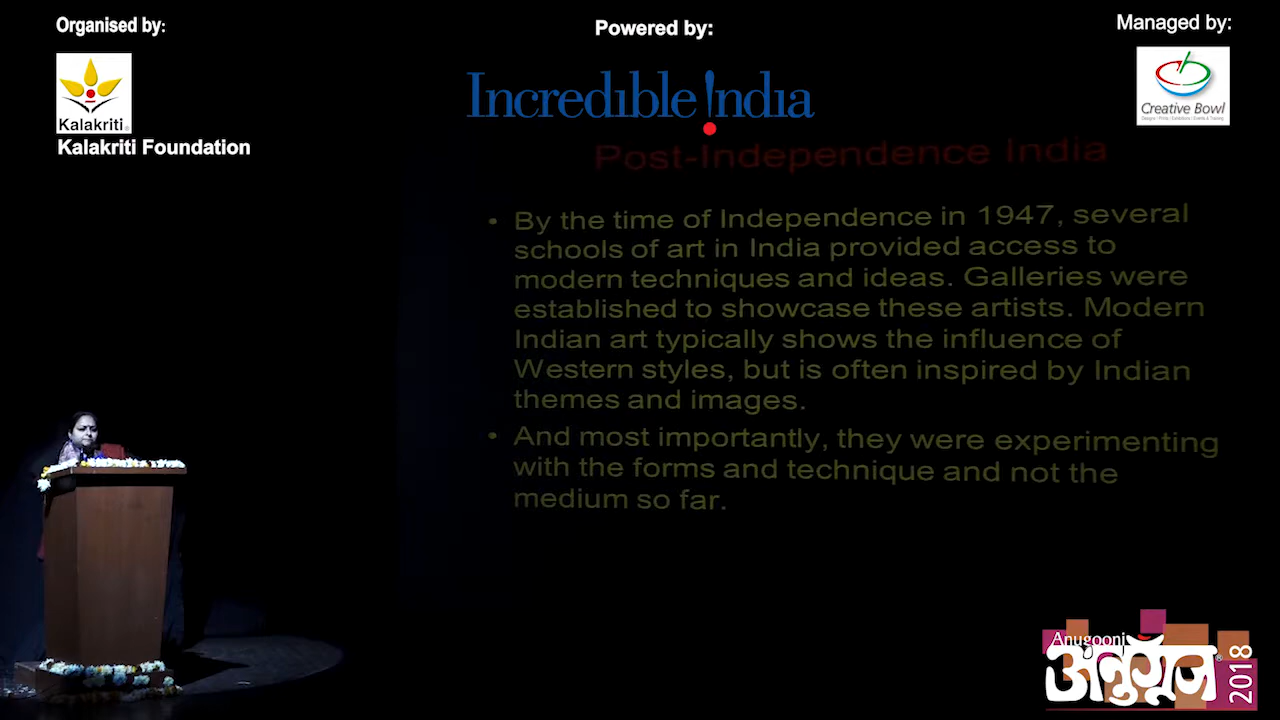 Organised by:
Kalakriti
Kalakriti Foundation
Powered by:
Incredıble !ndıa
Managed by:
Creative Bowl
Post-Independence India
• By the time of Independence in 1947, several
schools of art in India provided access to
modern techniques and ideas. Galleries were
established to showcase these artists. Modern
Indian art typically shows the influence of
Western styles, but is often inspired by Indian
themes and images.
• And most importantly, they were experimenting
with the forms and technique and not the
medium so far.
Anugoonj
अनुगूँज
2018